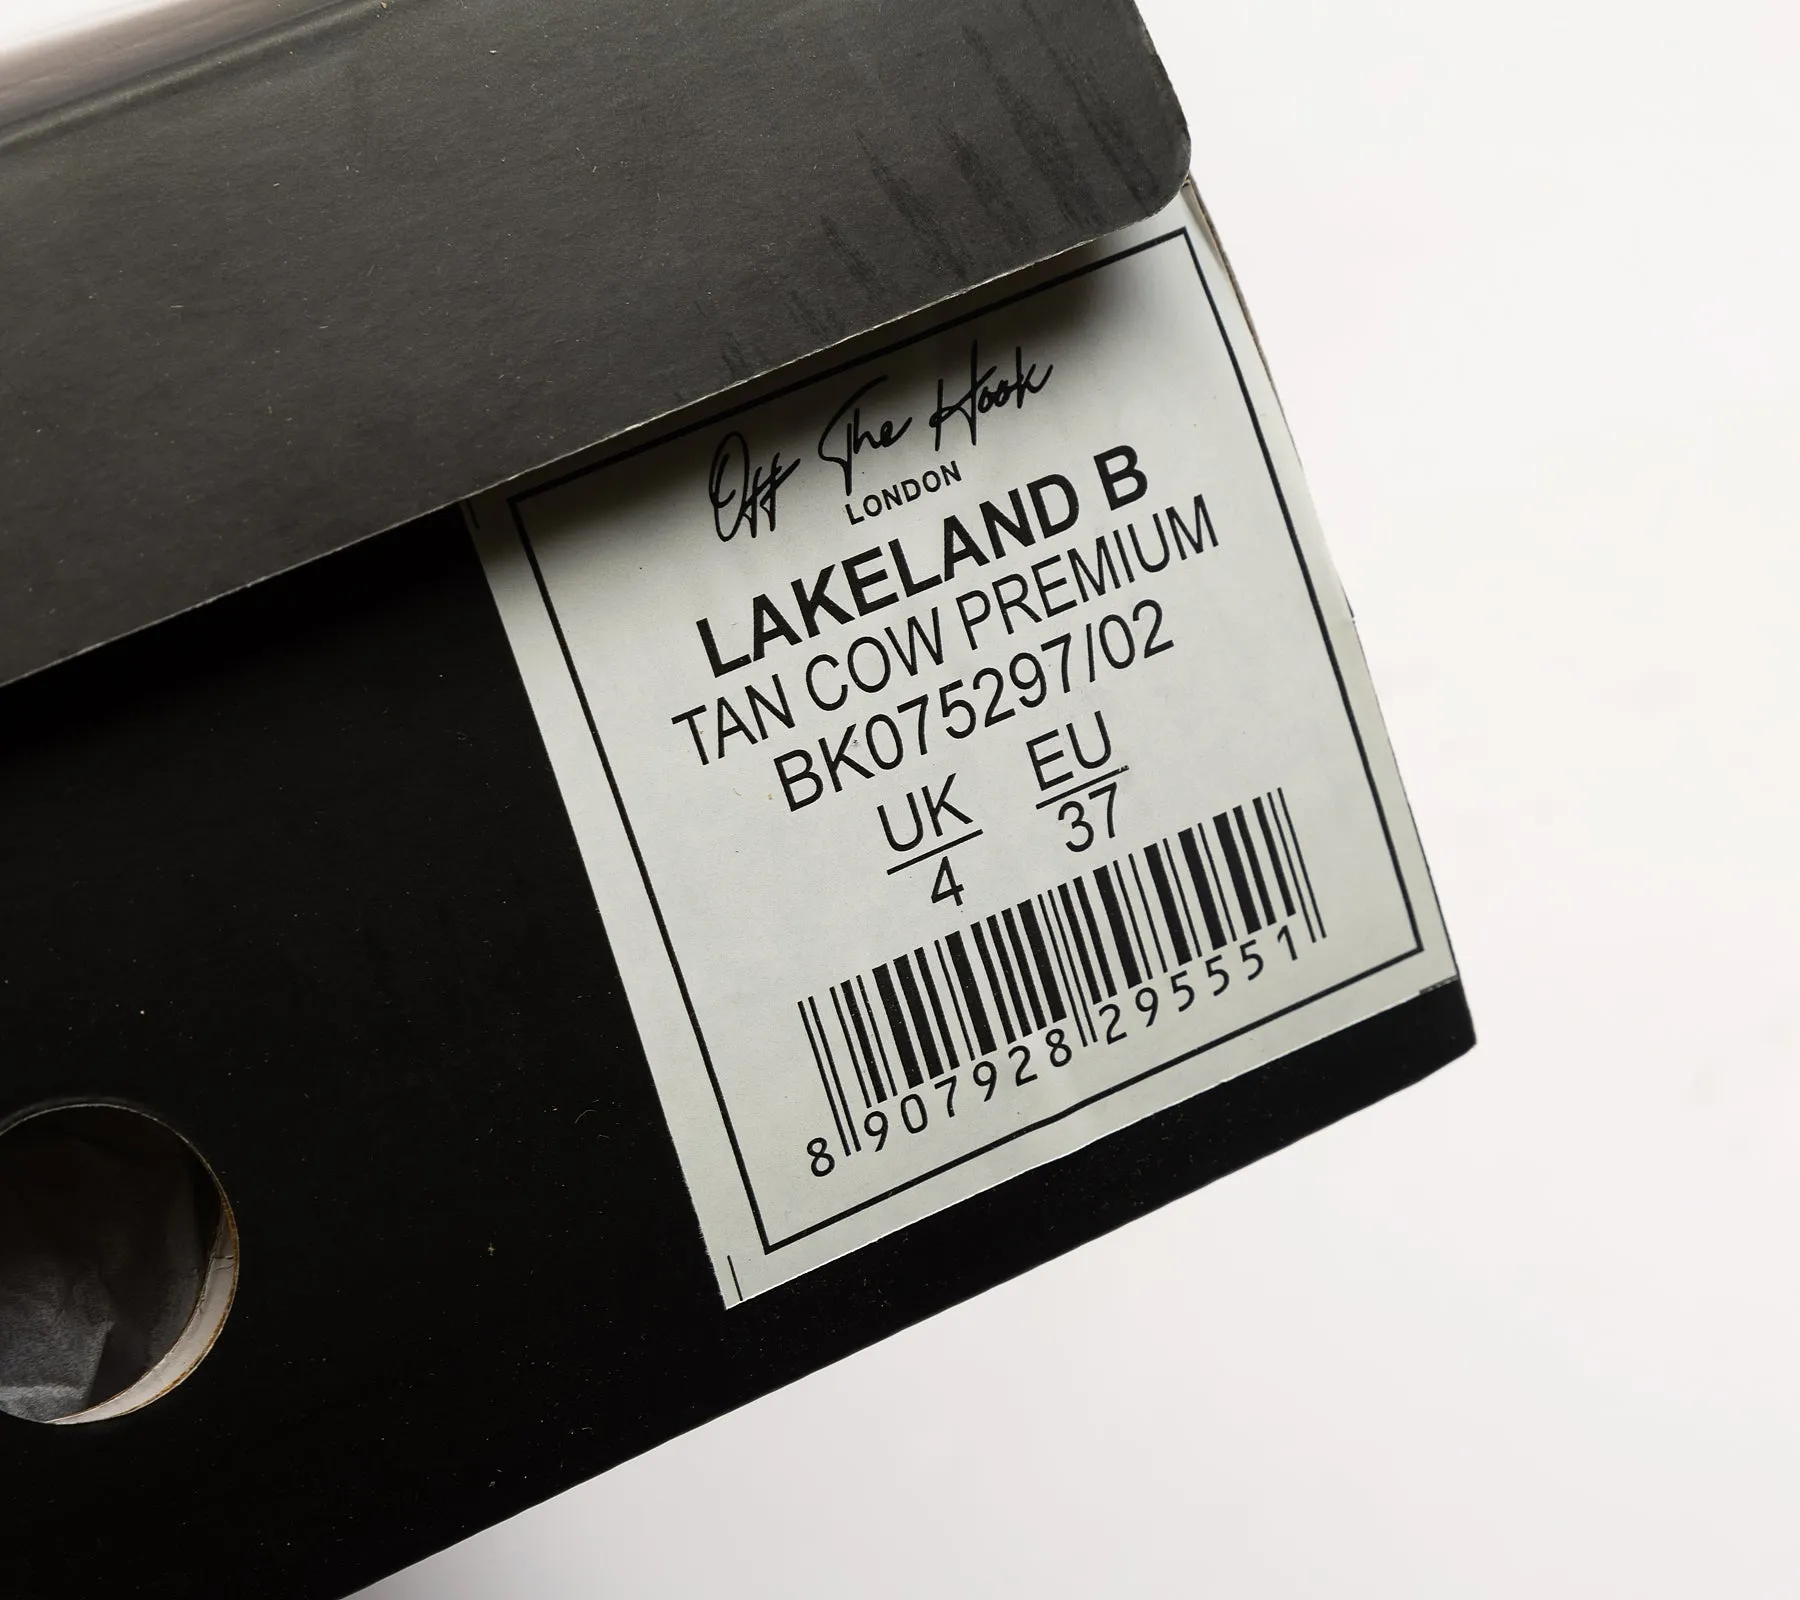 Off The Hook
LONDON
LAKELAND B
TAN COW PREMIUM
BK075297/02
UK EU
4 37
8 907928 295551